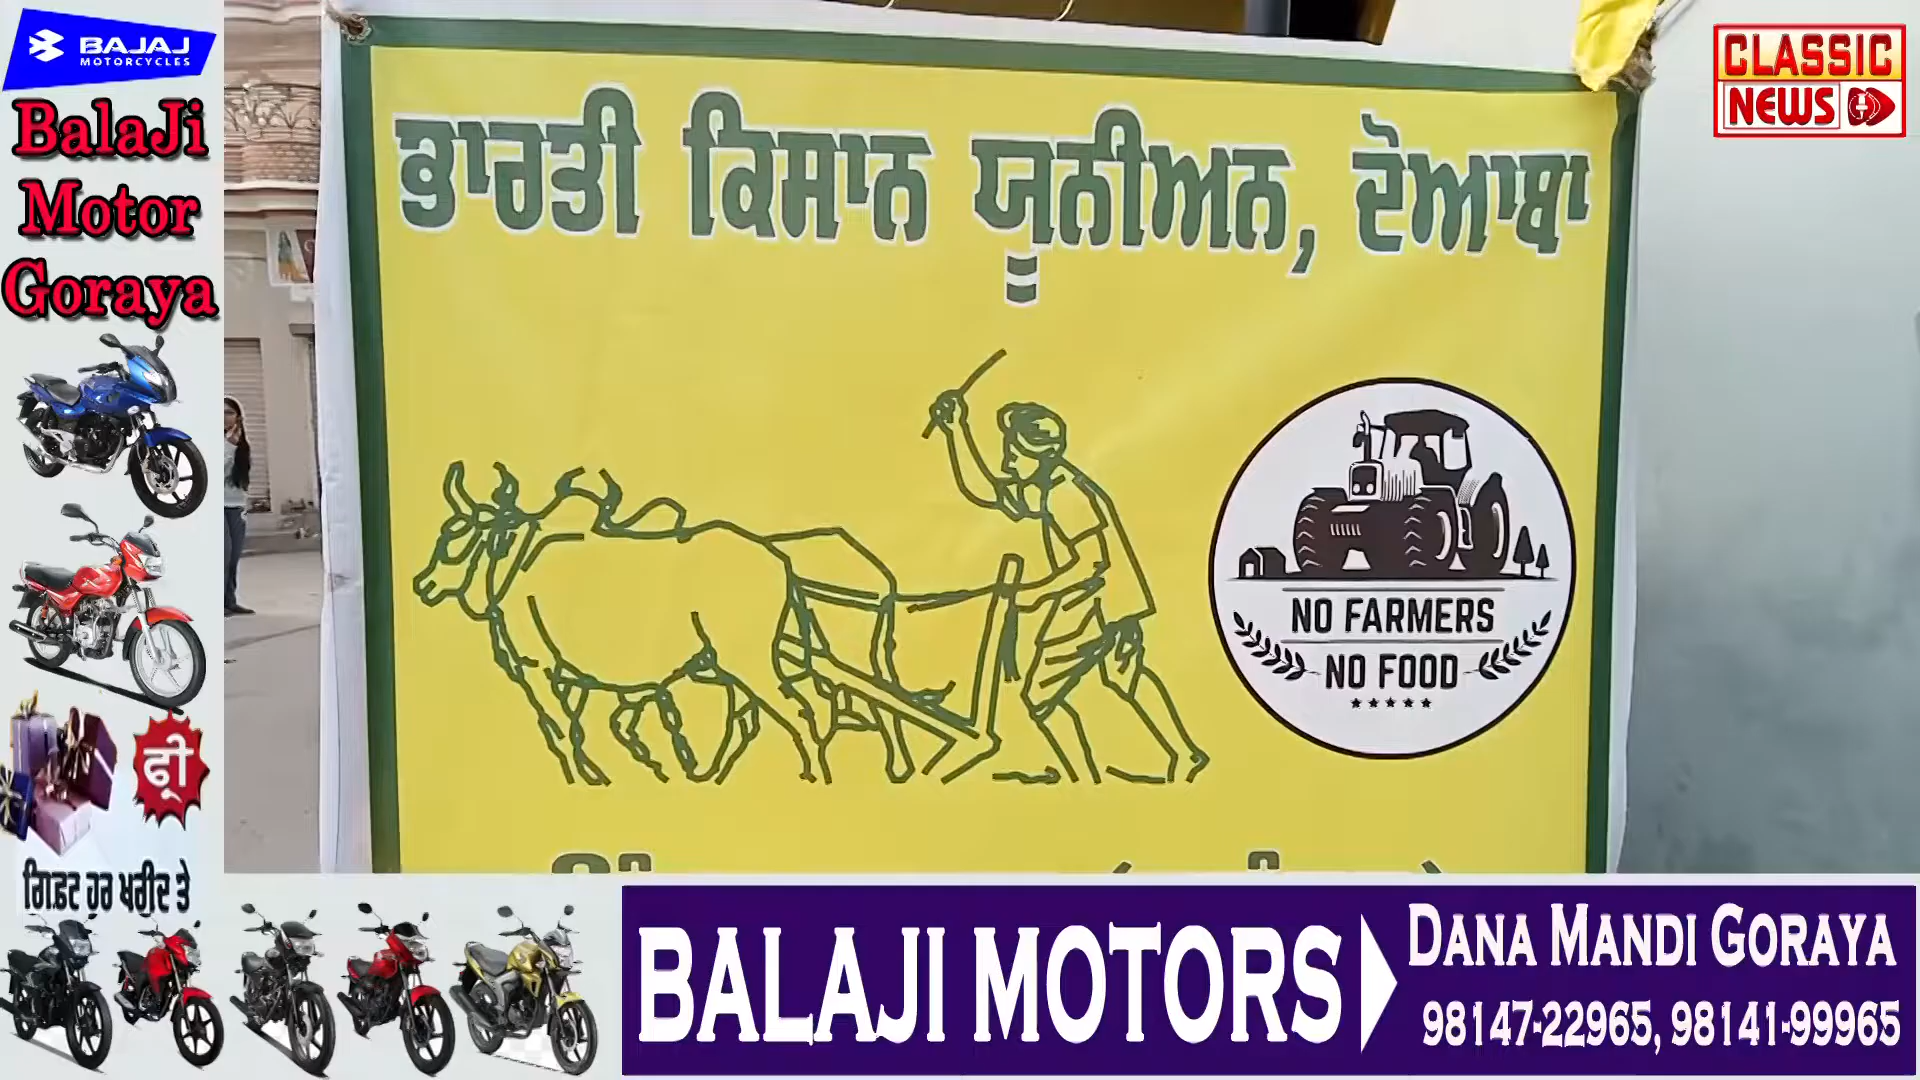 BAJAJ
MOTORCYCLES
BalaJi
Motor
Goraya
CLASSIC
NEWS
ਭਾਰਤੀ ਕਿਸਾਨ ਯੂਨੀਅਨ, ਦੋਆਬਾ
NO FARMERS
NO FOOD
ਫ੍ਰੀ
ਗਿਫ਼ਟ ਹਰ ਖਰੀਦ ਤੇ
BALAJI MOTORS
DANA MANDI GORAYA
98147-22965, 98141-99965